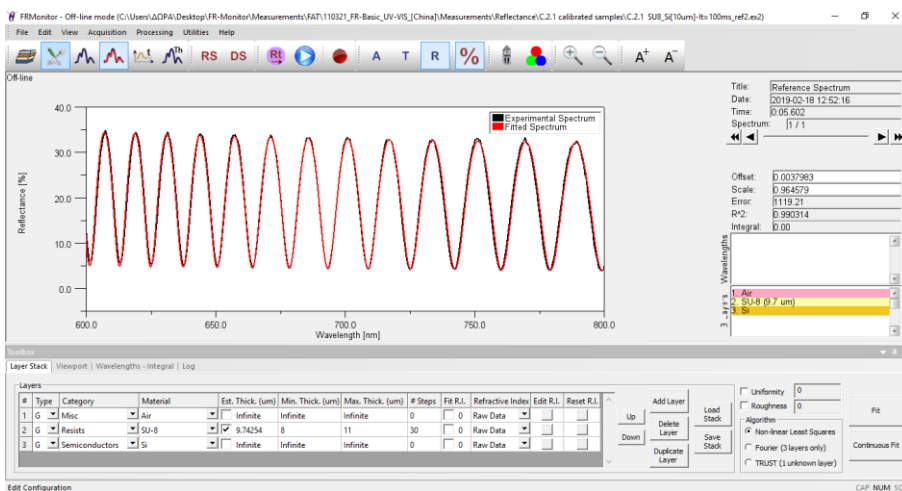 FRMonitor - Off-line mode (C:\Users\ΔΩΡΑ\Desktop\FR-Monitor\Measurements\FAT\110321_FR-Basic_UV-VIS_[China]\Measurements\Reflectance\C.2.1 calibrated samples\C.2.1 SU8_Si[10um]-It=100ms_ref2.ex2]
File Edit View Acquisition Processing Utilities Help
Th RS DS Rt A T R % A+ A-
Off-line
Title: Reference Spectrum
Date: 2019-02-18 12:52:16
Time: 0:05.602
Spectrum: 1 / 1
Offset: 0.0037983
Scale: 0.964579
Error: 1119.21
R^2: 0.990314
Integral: 0.00
Wavelengths
3 Layers
1. Air
2. SU-8 (9.7 um)
3. Si
Experimental Spectrum
Fitted Spectrum
Reflectance [%]
40.0
30.0
20.0
10.0
0.0
600.0 650.0 700.0 750.0 800.0
Wavelength [nm]
Toolbox
Layer Stack Viewport Wavelengths - Integral Log
Layers
# Type Category Material Est. Thick. (um) Min. Thick. (um) Max. Thick. (um) # Steps Fit R.I. Refractive Index Edit R.I. Reset R.I.
1 G Misc Air Infinite Infinite Infinite 0 0 Raw Data
2 G Resists SU-8 9.74254 8 11 30 0 Raw Data
3 G Semiconductors Si Infinite Infinite Infinite 0 0 Raw Data
Up
Down
Add Layer
Delete Layer
Duplicate Layer
Load Stack
Save Stack
Uniformity 0
Roughness 0
Algorithm
Non-linear Least Squares
Fourier (3 layers only)
TRUST (1 unknown layer)
Fit
Continuous Fit
Edit Configuration
CAP NUM SC